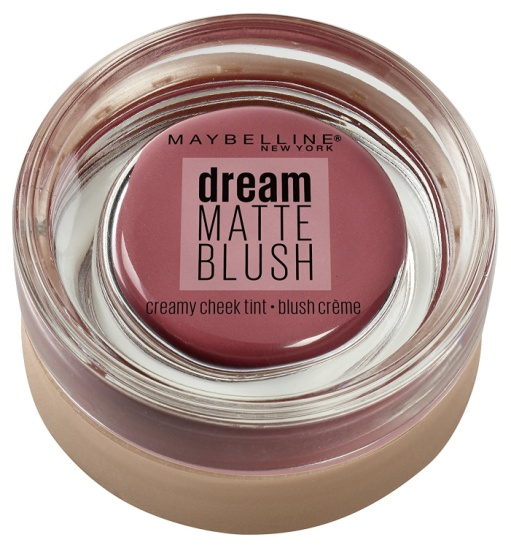 MAYBELLINE®
NEW YORK
dream
MATTE
BLUSH
creamy cheek tint • blush crème